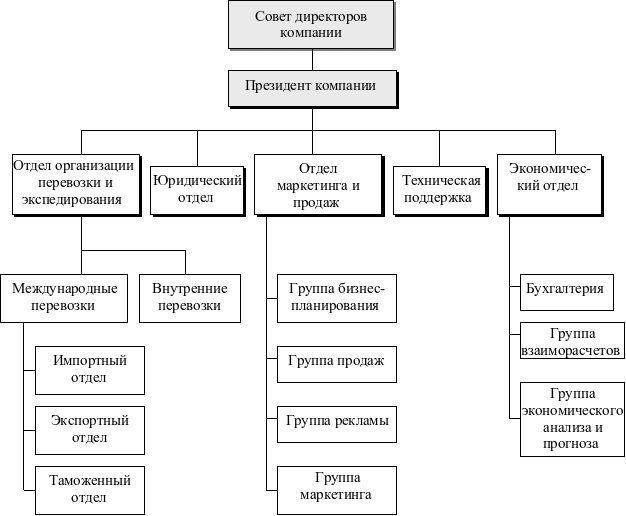 Совет директоров
компании
Президент компании
Отдел организации
перевозки и
экспедирования
Юридический
отдел
Отдел
маркетинга и
продаж
Техническая
поддержка
Экономичес-
кий отдел
Международные
перевозки
Внутренние
перевозки
Импортный
отдел
Экспортный
отдел
Таможенный
отдел
Группа бизнес-
планирования
Группа продаж
Группа рекламы
Группа
маркетинга
Бухгалтерия
Группа
взаиморасчетов
Группа
экономического
анализа и
прогноза